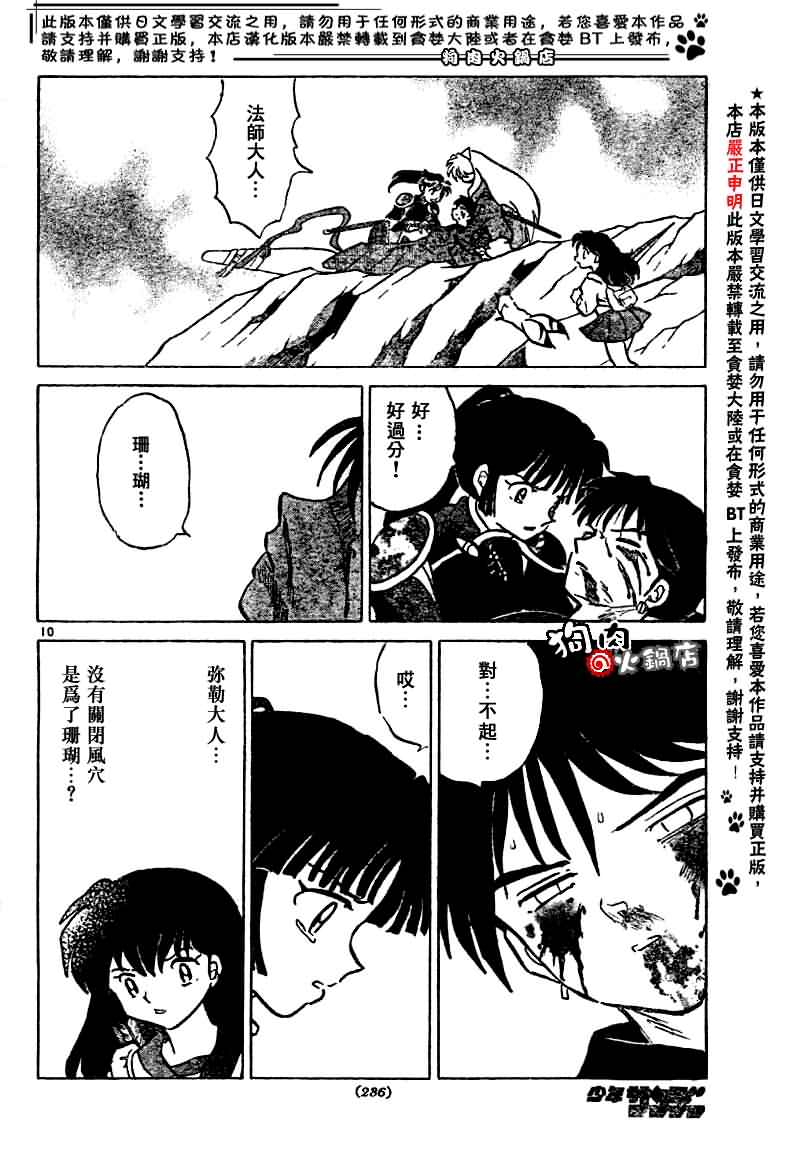 此版本僅供日文學習交流之用，請勿用于任何形式的商業用途，若您喜愛本作品
請支持并購買正版，本店漢化版本嚴禁轉載到貪婪大陸或者在貪婪 BT 上發布，
敬請理解，謝謝支持！
狗肉火鍋店
★本版本僅供日文學習交流之用，請勿用于任何形式的商業用途，若您喜愛本作品請支持并購買正版，
本店嚴正申明此版本嚴禁轉載至貪婪大陸或在貪婪 BT 上發布，敬請理解，謝謝支持！
法師大人…
好…
好過分！
珊…瑚…
10
狗肉
火鍋店
對…不起…
哎…
弥勒大人…
沒有關閉風穴
是爲了珊瑚…？
(236)